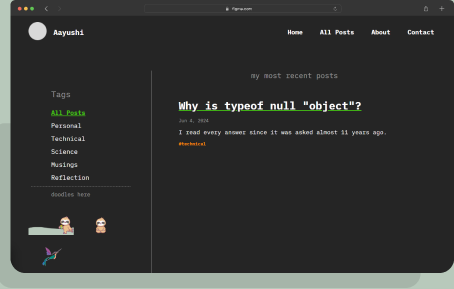 figma.com
Aayushi
Home All Posts About Contact
my most recent posts
Tags
All Posts
Personal
Technical
Science
Musings
Reflection
doodles here
Why is typeof null "object"?
Jun 4, 2024
I read every answer since it was asked almost 11 years ago.
#technical